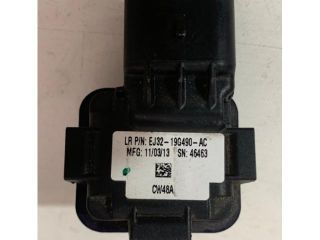 LR P/N: EJ32-19G490-AC
MFG: 11/03/13 SN: 46463
CW48A